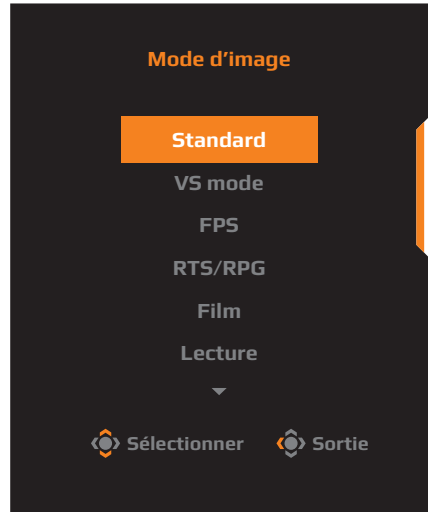 Mode d’image
Standard
VS mode
FPS
RTS/RPG
Film
Lecture
Sélectionner Sortie